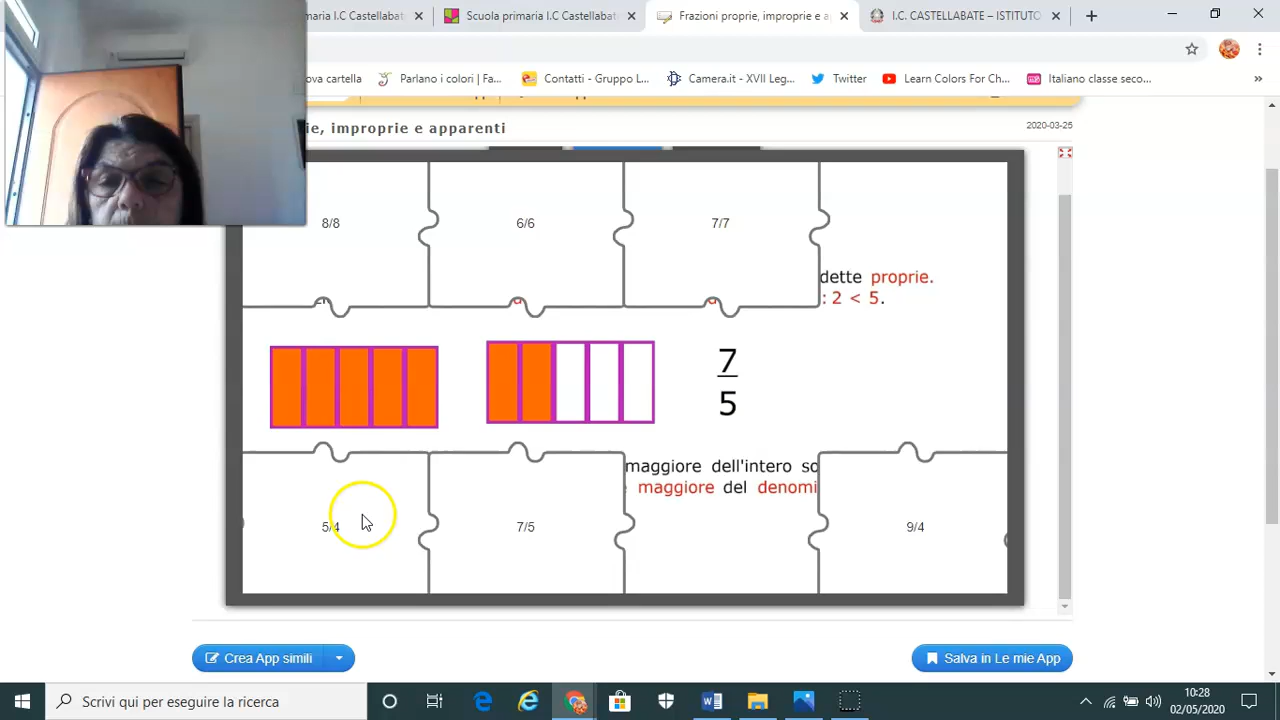 maria I.C Castellabat
Scuola primaria I.C Castellabat
Frazioni proprie, improprie e a
I.C. CASTELLABATE – ISTITUTO
ova cartella
Parlano i colori | Fa...
Contatti - Gruppo L...
Camera.it - XVII Leg...
Twitter
Learn Colors For Ch...
Italiano classe seco...
»
ie, improprie e apparenti
2020-03-25
8/8
6/6
7/7
dette proprie.
: 2 < 5.
7
5
maggiore dell'intero so
maggiore del denomi
5/4
7/5
9/4
Crea App simili
Salva in Le mie App
Scrivi qui per eseguire la ricerca
10:28
02/05/2020